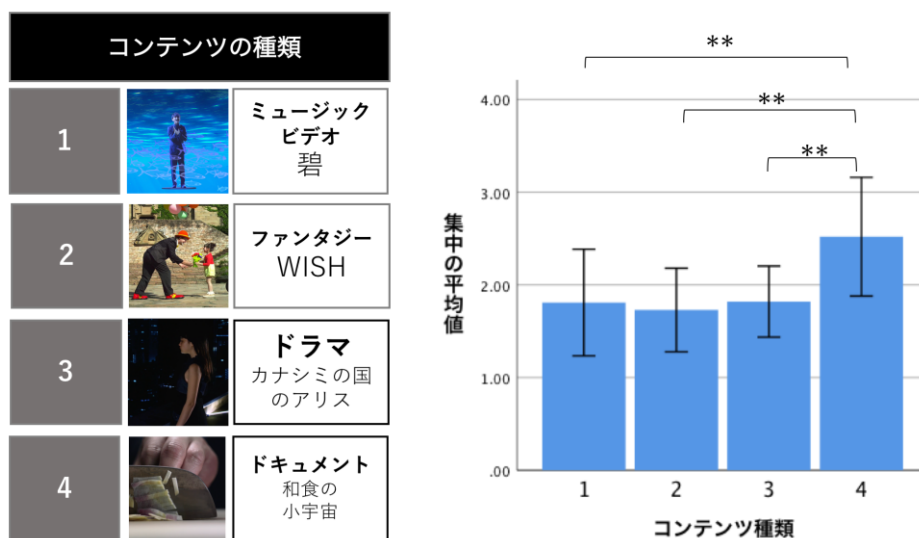 コンテンツの種類
1
ミュージック
ビデオ
碧
2
ファンタジー
WISH
3
ドラマ
カナシミの国
のアリス
4
ドキュメント
和食の
小宇宙
**
**
**
4.00
3.00
2.00
1.00
.00
集中の平均値
1
2
3
4
コンテンツ種類